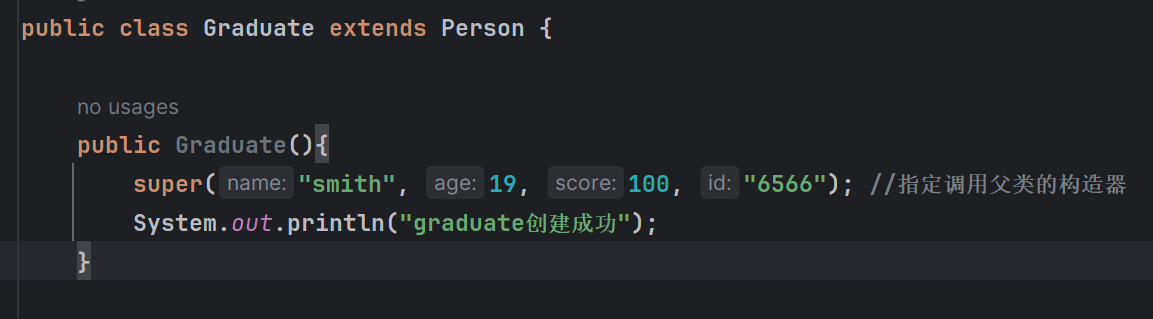 public class Graduate extends Person {
no usages
public Graduate(){
super( name: "smith", age: 19, score: 100, id: "6566"); //指定调用父类的构造器
System.out.println("graduate创建成功");
}